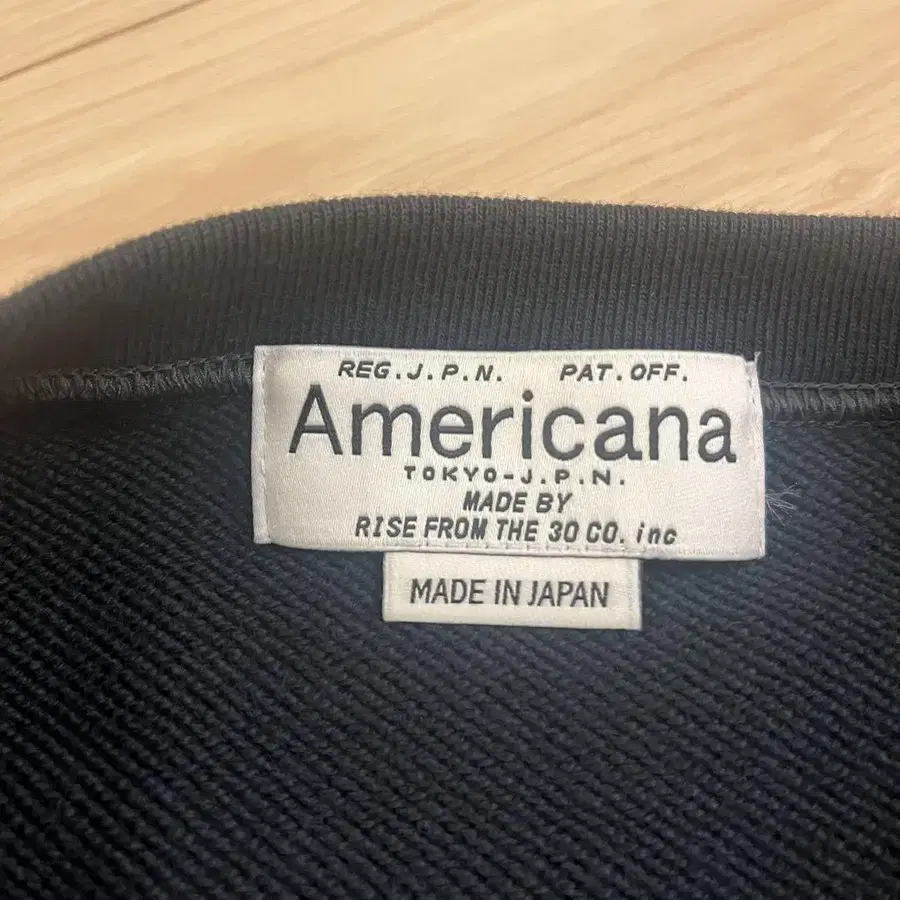 REG.J.P.N. PAT.OFF.
Americana
TOKYO-J.P.N.
MADE BY
RISE FROM THE 30 CO. inc
MADE IN JAPAN